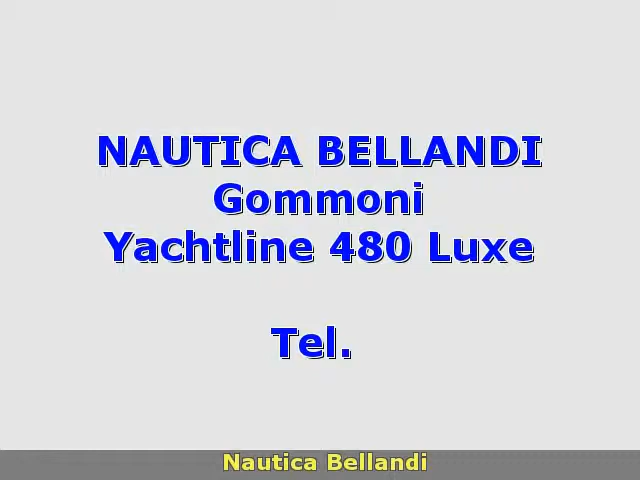 NAUTICA BELLANDI
Gommoni
Yachtline 480 Luxe
Tel.
Nautica Bellandi